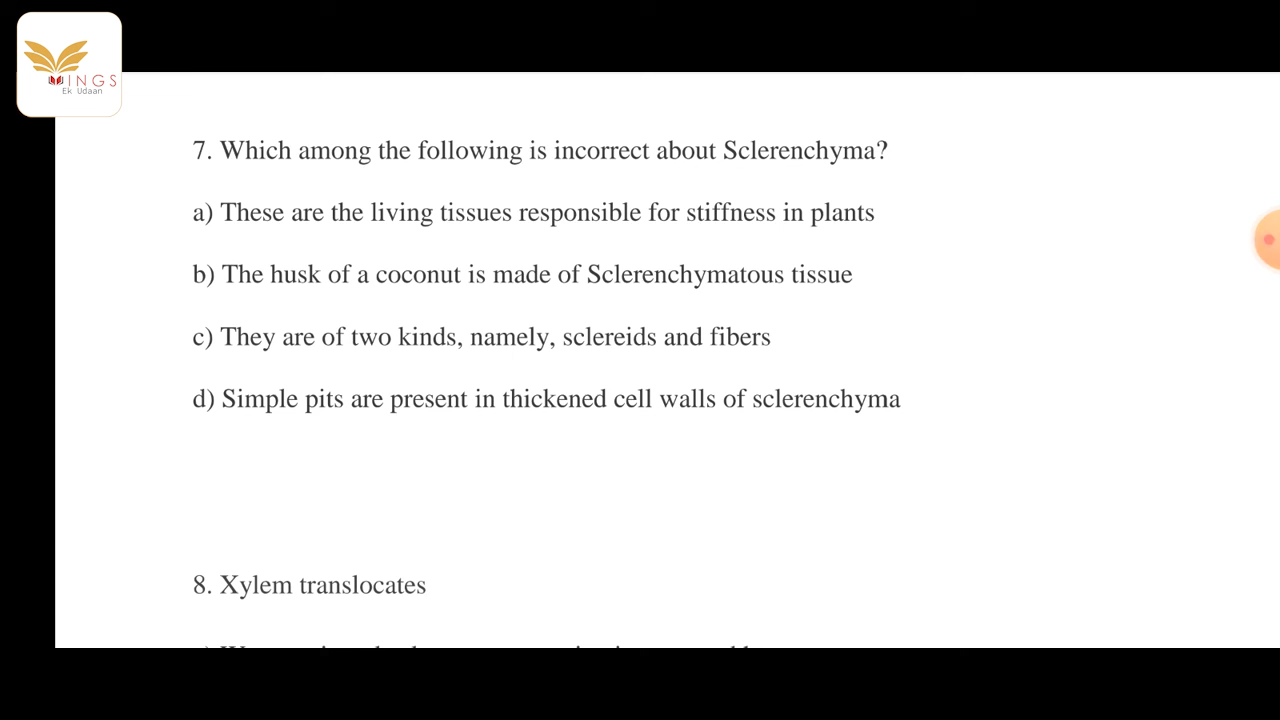 WINGS
Ek Udaan
7. Which among the following is incorrect about Sclerenchyma?
a) These are the living tissues responsible for stiffness in plants
b) The husk of a coconut is made of Sclerenchymatous tissue
c) They are of two kinds, namely, sclereids and fibers
d) Simple pits are present in thickened cell walls of sclerenchyma
8. Xylem translocates